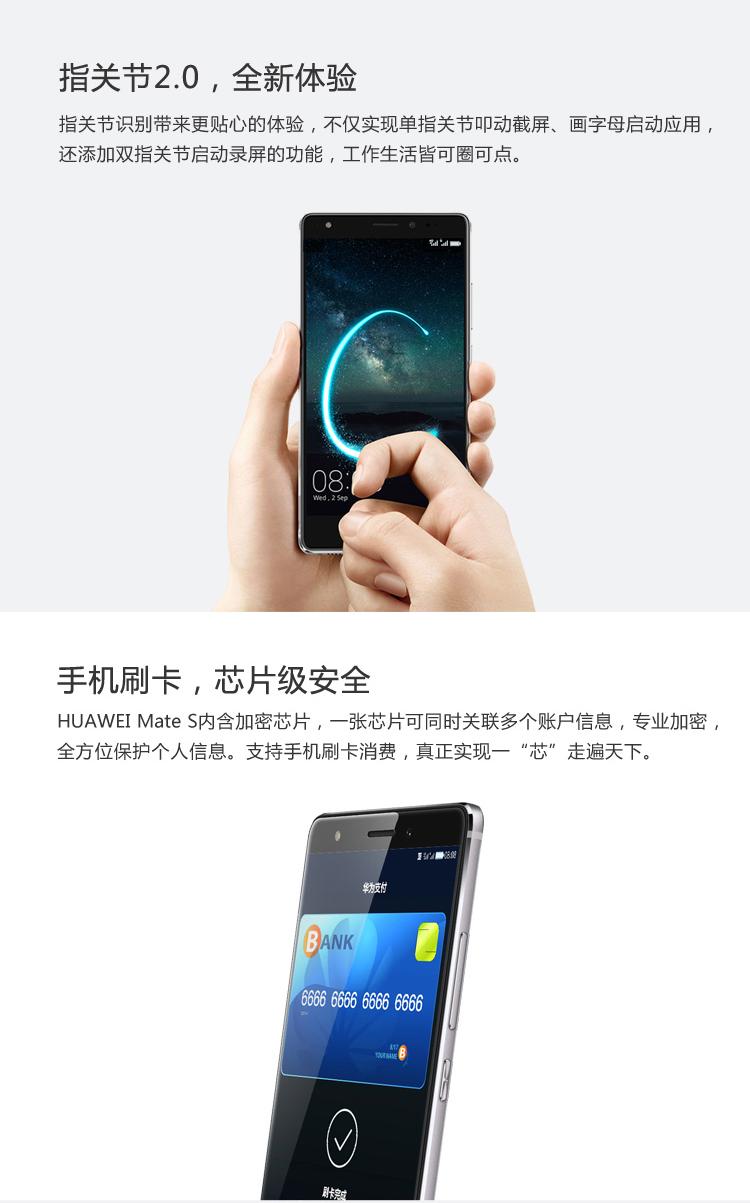 指关节2.0，全新体验
指关节识别带来更贴心的体验，不仅实现单指关节叩动截屏、画字母启动应用，
还添加双指关节启动录屏的功能，工作生活皆可圈可点。
08:
Wed, 2 Sep
手机刷卡，芯片级安全
HUAWEI Mate S内含加密芯片，一张芯片可同时关联多个账户信息，专业加密，
全方位保护个人信息。支持手机刷卡消费，真正实现一“芯”走遍天下。
08:08
华为支付
BANK
6666 6666 6666 6666
8/17
YOUR NAME B
刷卡完成